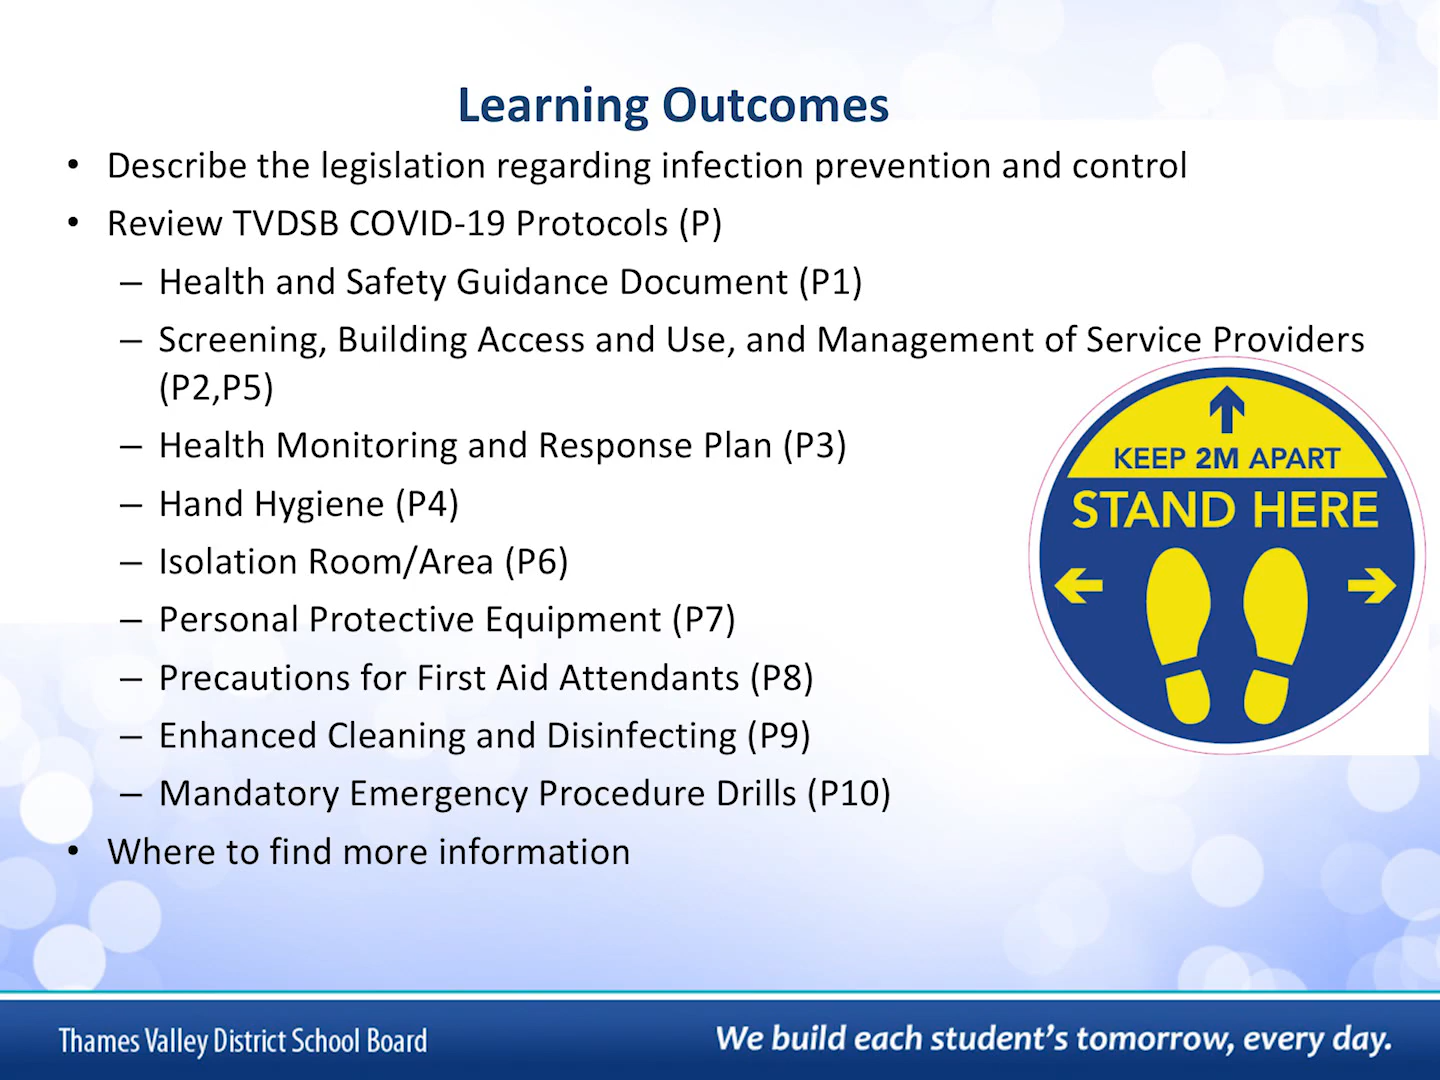 Learning Outcomes
• Describe the legislation regarding infection prevention and control
• Review TVDSB COVID-19 Protocols (P)
– Health and Safety Guidance Document (P1)
– Screening, Building Access and Use, and Management of Service Providers
(P2,P5)
– Health Monitoring and Response Plan (P3)
– Hand Hygiene (P4)
– Isolation Room/Area (P6)
– Personal Protective Equipment (P7)
– Precautions for First Aid Attendants (P8)
– Enhanced Cleaning and Disinfecting (P9)
– Mandatory Emergency Procedure Drills (P10)
• Where to find more information
KEEP 2M APART
STAND HERE
Thames Valley District School Board
We build each student's tomorrow, every day.